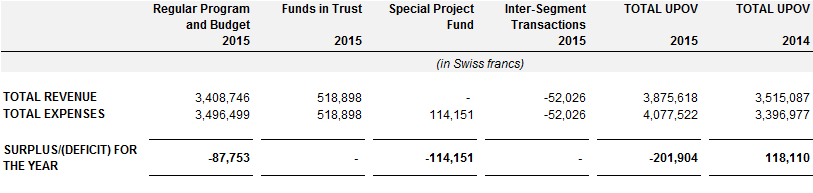 Regular Program and Budget 2015 Funds in Trust 2015 Special Project Fund Inter-Segment Transactions 2015 TOTAL UPOV 2015 TOTAL UPOV 2014
(in Swiss francs)
TOTAL REVENUE 3,408,746 518,898 - -52,026 3,875,618 3,515,087
TOTAL EXPENSES 3,496,499 518,898 114,151 -52,026 4,077,522 3,396,977
SURPLUS/(DEFICIT) FOR
THE YEAR -87,753 - -114,151 - -201,904 118,110